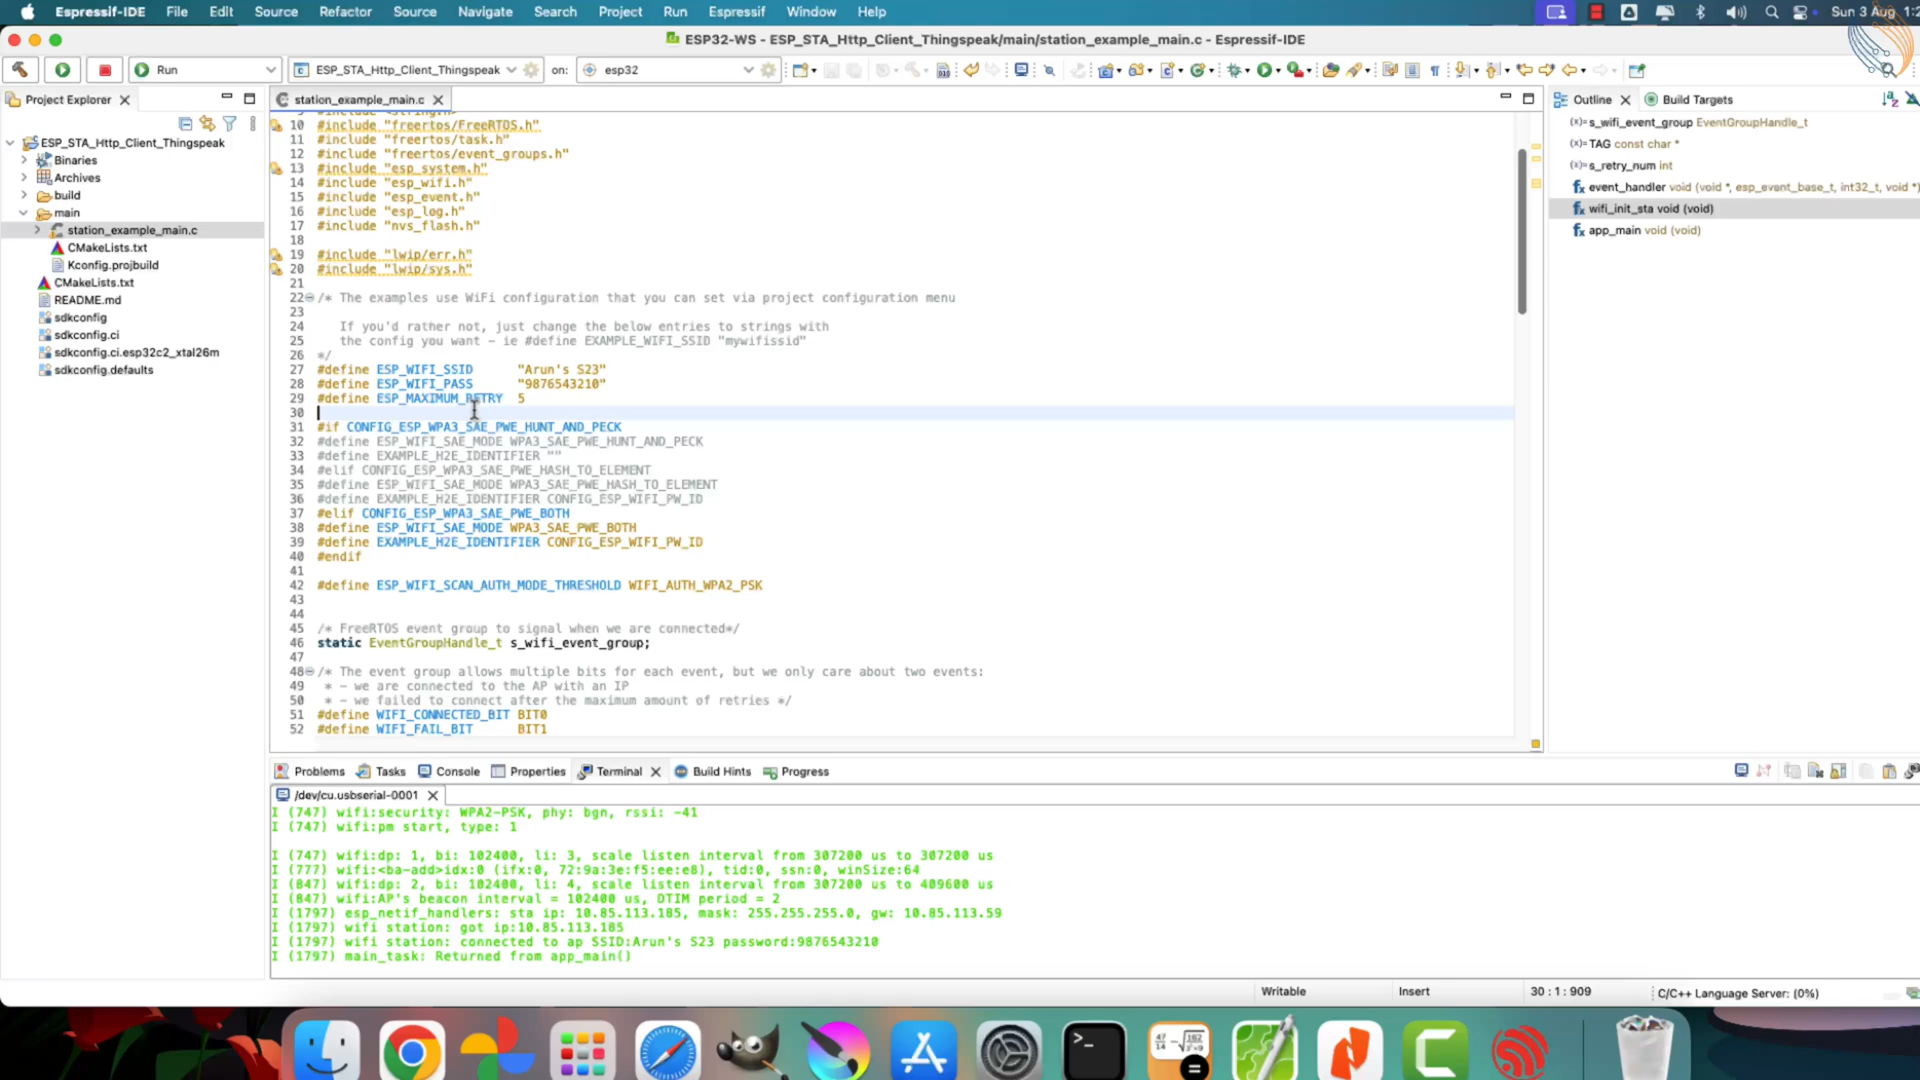 Espressif-IDE File Edit Source Refactor Source Navigate Search Project Run Espressif Window Help Sun 3 Aug
ESP32-WS - ESP_STA_Http_Client_Thingspeak/main/station_example_main.c - Espressif-IDE
Run ESP_STA_Http_Client_Thingspeak on: esp32
Project Explorer
ESP_STA_Http_Client_Thingspeak
Binaries
Archives
build
main
station_example_main.c
CMakeLists.txt
Kconfig.projbuild
CMakeLists.txt
README.md
sdkconfig
sdkconfig.ci
sdkconfig.ci.esp32c2_xtal26m
sdkconfig.defaults
station_example_main.c
10 #include "freertos/FreeRTOS.h"
11 #include "freertos/task.h"
12 #include "freertos/event_groups.h"
13 #include "esp_system.h"
14 #include "esp_wifi.h"
15 #include "esp_event.h"
16 #include "esp_log.h"
17 #include "nvs_flash.h"
18
19 #include "lwip/err.h"
20 #include "lwip/sys.h"
21
22 /* The examples use WiFi configuration that you can set via project configuration menu
23
24 If you'd rather not, just change the below entries to strings with
25 the config you want - ie #define EXAMPLE_WIFI_SSID "mywifissid"
26 */
27 #define ESP_WIFI_SSID "Arun's S23"
28 #define ESP_WIFI_PASS "9876543210"
29 #define ESP_MAXIMUM_RETRY 5
30
31 #if CONFIG_ESP_WPA3_SAE_PWE_HUNT_AND_PECK
32 #define ESP_WIFI_SAE_MODE WPA3_SAE_PWE_HUNT_AND_PECK
33 #define EXAMPLE_H2E_IDENTIFIER ""
34 #elif CONFIG_ESP_WPA3_SAE_PWE_HASH_TO_ELEMENT
35 #define ESP_WIFI_SAE_MODE WPA3_SAE_PWE_HASH_TO_ELEMENT
36 #define EXAMPLE_H2E_IDENTIFIER CONFIG_ESP_WIFI_PW_ID
37 #elif CONFIG_ESP_WPA3_SAE_PWE_BOTH
38 #define ESP_WIFI_SAE_MODE WPA3_SAE_PWE_BOTH
39 #define EXAMPLE_H2E_IDENTIFIER CONFIG_ESP_WIFI_PW_ID
40 #endif
41
42 #define ESP_WIFI_SCAN_AUTH_MODE_THRESHOLD WIFI_AUTH_WPA2_PSK
43
44
45 /* FreeRTOS event group to signal when we are connected*/
46 static EventGroupHandle_t s_wifi_event_group;
47
48 /* The event group allows multiple bits for each event, but we only care about two events:
49 * - we are connected to the AP with an IP
50 * - we failed to connect after the maximum amount of retries */
51 #define WIFI_CONNECTED_BIT BIT0
52 #define WIFI_FAIL_BIT BIT1
Outline Build Targets
s_wifi_event_group EventGroupHandle_t
TAG const char *
s_retry_num int
event_handler void (void *, esp_event_base_t, int32_t, void *)
wifi_init_sta void (void)
app_main void (void)
Problems Tasks Console Properties Terminal Build Hints Progress
/dev/cu.usbserial-0001
I (747) wifi:security: WPA2-PSK, phy: bgn, rssi: -41
I (747) wifi:pm start, type: 1
I (747) wifi:dp: 1, bi: 102400, li: 3, scale listen interval from 307200 us to 307200 us
I (777) wifi:<ba-add>idx:0 (ifx:0, 72:9a:3e:f5:ee:e8), tid:0, ssn:0, winSize:64
I (847) wifi:dp: 2, bi: 102400, li: 4, scale listen interval from 307200 us to 409600 us
I (847) wifi:AP's beacon interval = 102400 us, DTIM period = 2
I (1797) esp_netif_handlers: sta ip: 10.85.113.185, mask: 255.255.255.0, gw: 10.85.113.59
I (1797) wifi station: got ip:10.85.113.185
I (1797) wifi station: connected to ap SSID:Arun's S23 password:9876543210
I (1797) main_task: Returned from app_main()
Writable Insert 30 : 1 : 909 C/C++ Language Server: (0%)